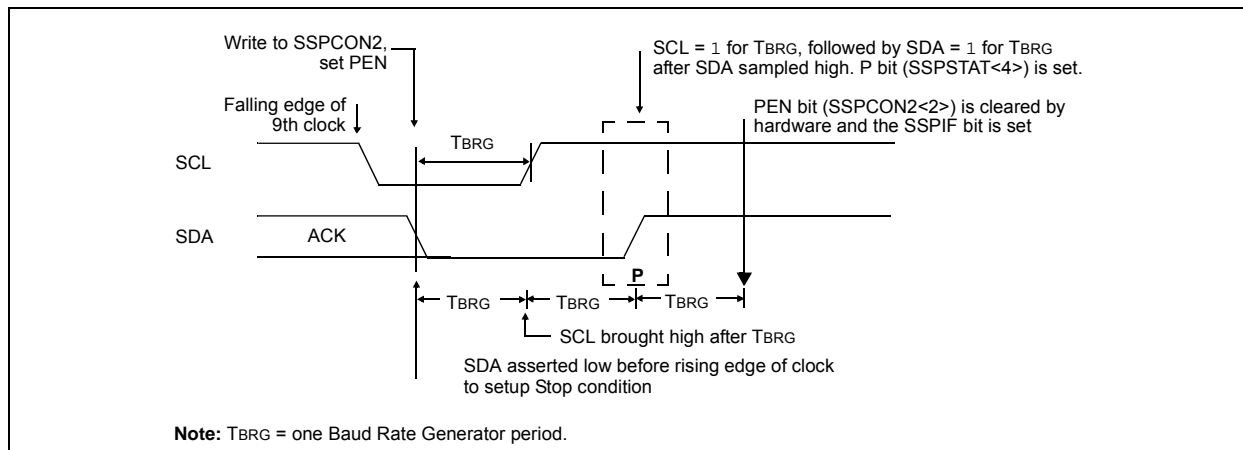 Write to SSPCON2,
set PEN
SCL = 1 for TBRG, followed by SDA = 1 for TBRG
after SDA sampled high. P bit (SSPSTAT<4>) is set.
Falling edge of
9th clock
PEN bit (SSPCON2<2>) is cleared by
hardware and the SSPIF bit is set
TBRG
SCL
SDA
ACK
P
TBRG
TBRG
TBRG
SCL brought high after TBRG
SDA asserted low before rising edge of clock
to setup Stop condition
Note: TBRG = one Baud Rate Generator period.